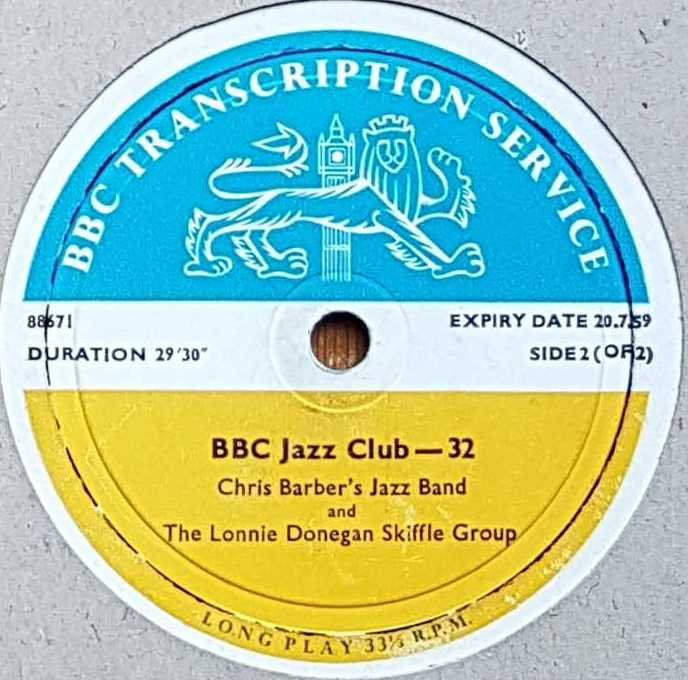 BBC TRANSCRIPTION SERVICE
88671
EXPIRY DATE 20.7.59
DURATION 29'30"
SIDE 2 (OF 2)
BBC Jazz Club — 32
Chris Barber's Jazz Band
and
The Lonnie Donegan Skiffle Group
LONG PLAY 33⅓ R.P.M.